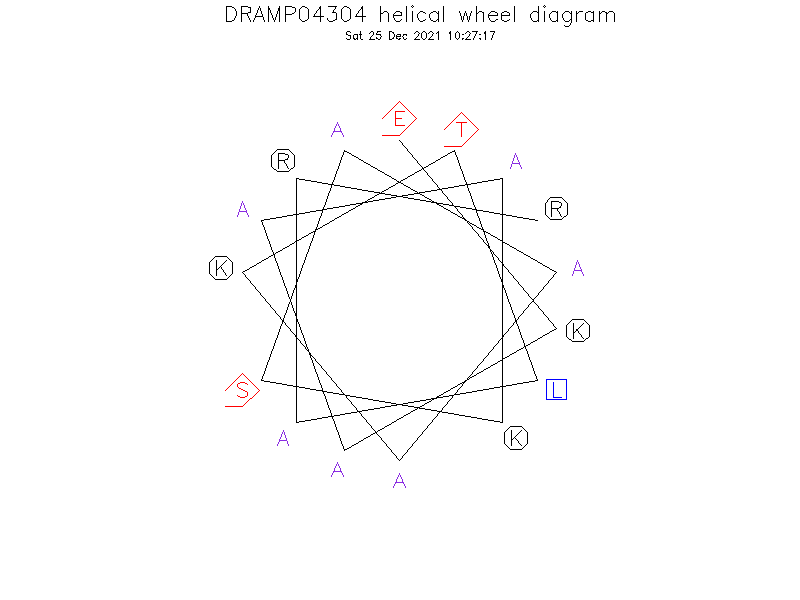 DRAMP04304 helical wheel diagram
Sat 25 Dec 2021 10:27:17
E
A T
R A
A R
K A
K
S L
A K
A
A